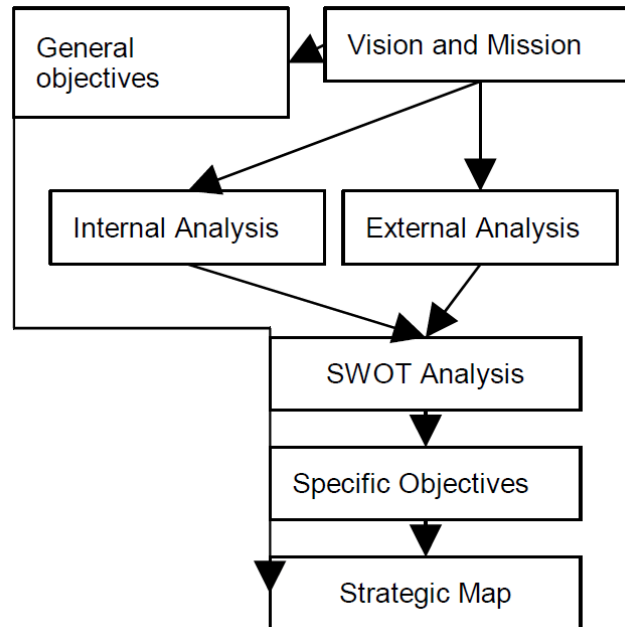 General
objectives
Vision and Mission
Internal Analysis
External Analysis
SWOT Analysis
Specific Objectives
Strategic Map